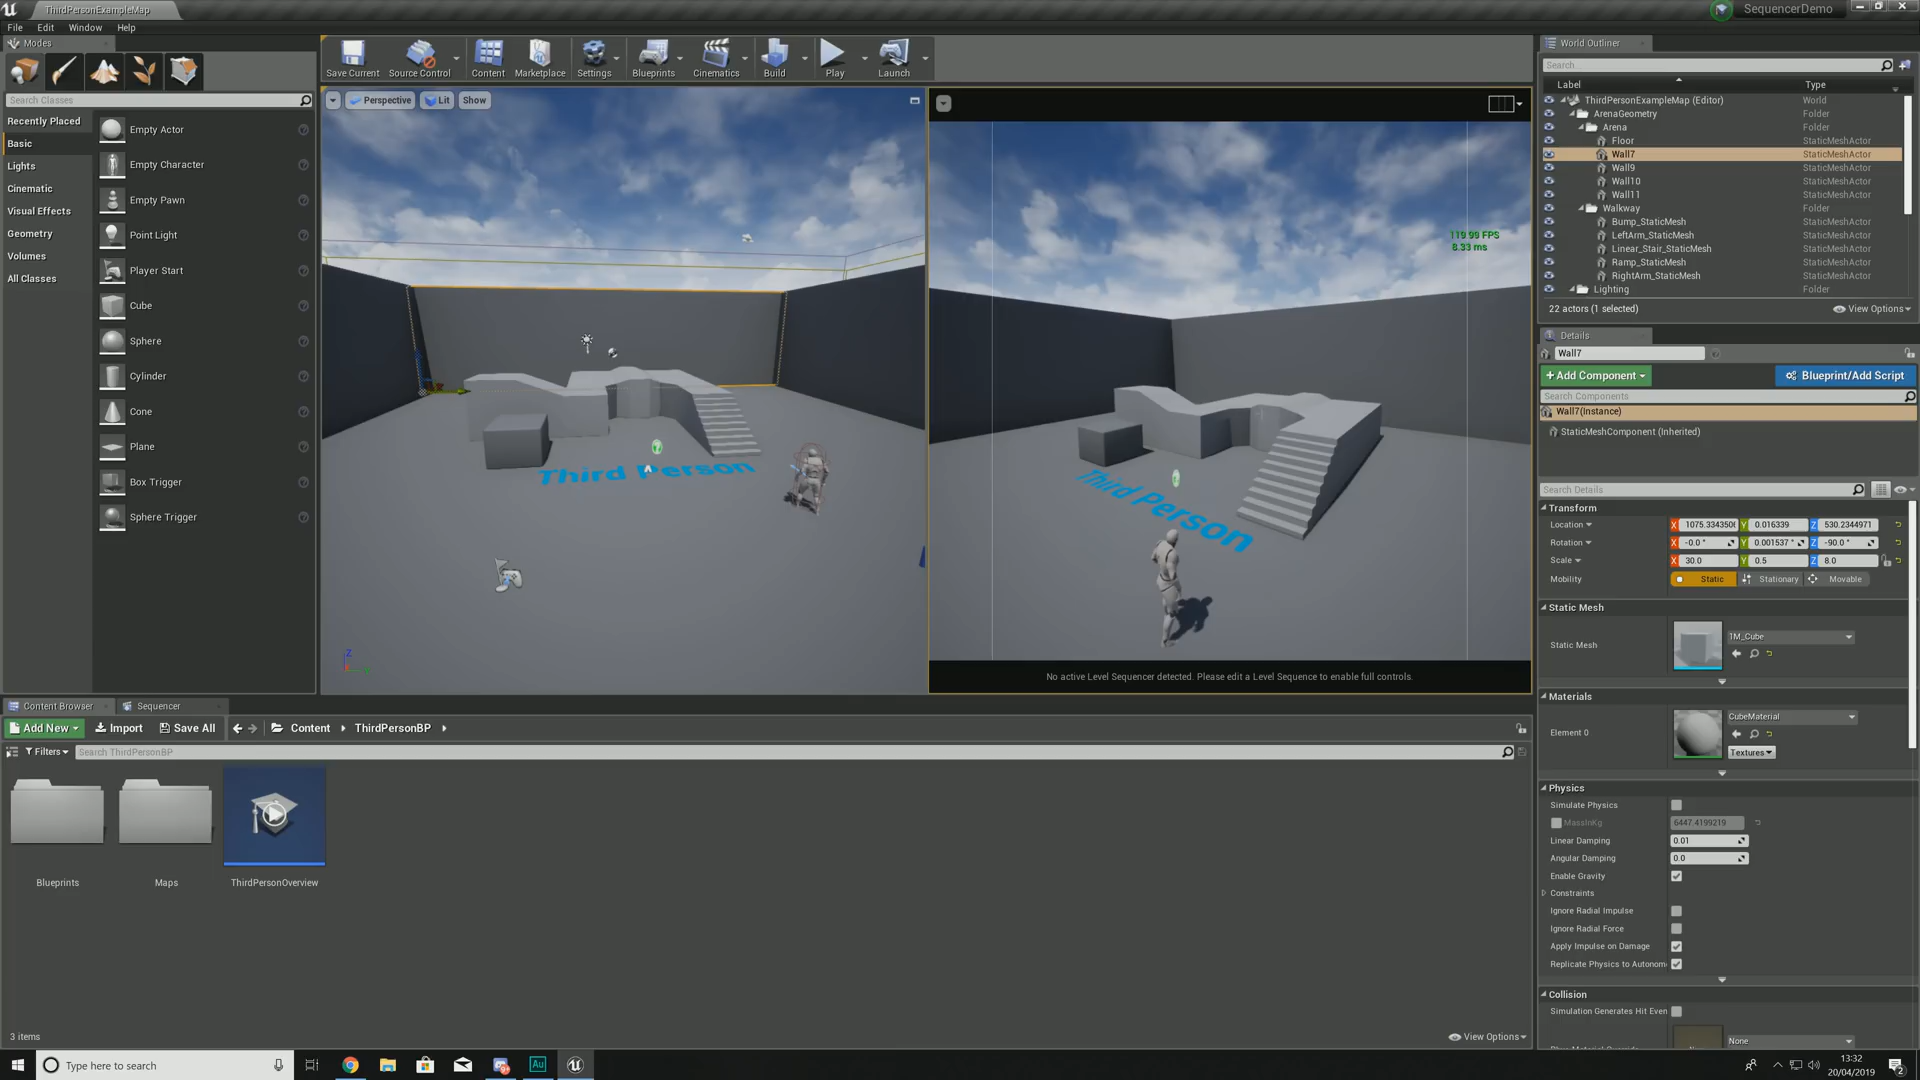 ThirdPersonExampleMap
SequencerDemo
File Edit Window Help
Modes
Search Classes
Recently Placed
Basic
Lights
Cinematic
Visual Effects
Geometry
Volumes
All Classes
Empty Actor
Empty Character
Empty Pawn
Point Light
Player Start
Cube
Sphere
Cylinder
Cone
Plane
Box Trigger
Sphere Trigger
Save Current
Source Control
Content
Marketplace
Settings
Blueprints
Cinematics
Build
Play
Launch
Perspective
Lit
Show
Third Person
Z
119.99 FPS
8.33 ms
Third Person
No active Level Sequencer detected. Please edit a Level Sequence to enable full controls.
World Outliner
Search...
Label Type
ThirdPersonExampleMap (Editor) World
ArenaGeometry Folder
Arena Folder
Floor StaticMeshActor
Wall7 StaticMeshActor
Wall9 StaticMeshActor
Wall10 StaticMeshActor
Wall11 StaticMeshActor
Walkway Folder
Bump_StaticMesh StaticMeshActor
LeftArm_StaticMesh StaticMeshActor
Linear_Stair_StaticMesh StaticMeshActor
Ramp_StaticMesh StaticMeshActor
RightArm_StaticMesh StaticMeshActor
Lighting Folder
22 actors (1 selected)
View Options
Details
Wall7
+ Add Component
Blueprint/Add Script
Search Components
Wall7(Instance)
StaticMeshComponent (Inherited)
Search Details
Transform
Location X 1075.334350 Y 0.016339 Z 530.2344971
Rotation X -0.0 ° Y 0.001537 ° Z -90.0 °
Scale X 30.0 Y 0.5 Z 8.0
Mobility Static Stationary Movable
Static Mesh
Static Mesh 1M_Cube
Materials
Element 0 CubeMaterial
Textures
Physics
Simulate Physics
MassInKg 6447.4199219
Linear Damping 0.01
Angular Damping 0.0
Enable Gravity
Constraints
Ignore Radial Impulse
Ignore Radial Force
Apply Impulse on Damage
Replicate Physics to Autonom
Collision
Simulation Generates Hit Even
None
Content Browser
Sequencer
Add New
Import
Save All
Content
ThirdPersonBP
Filters
Search ThirdPersonBP
Blueprints
Maps
ThirdPersonOverview
3 items
View Options
Type here to search
Au
13:32
20/04/2019
2